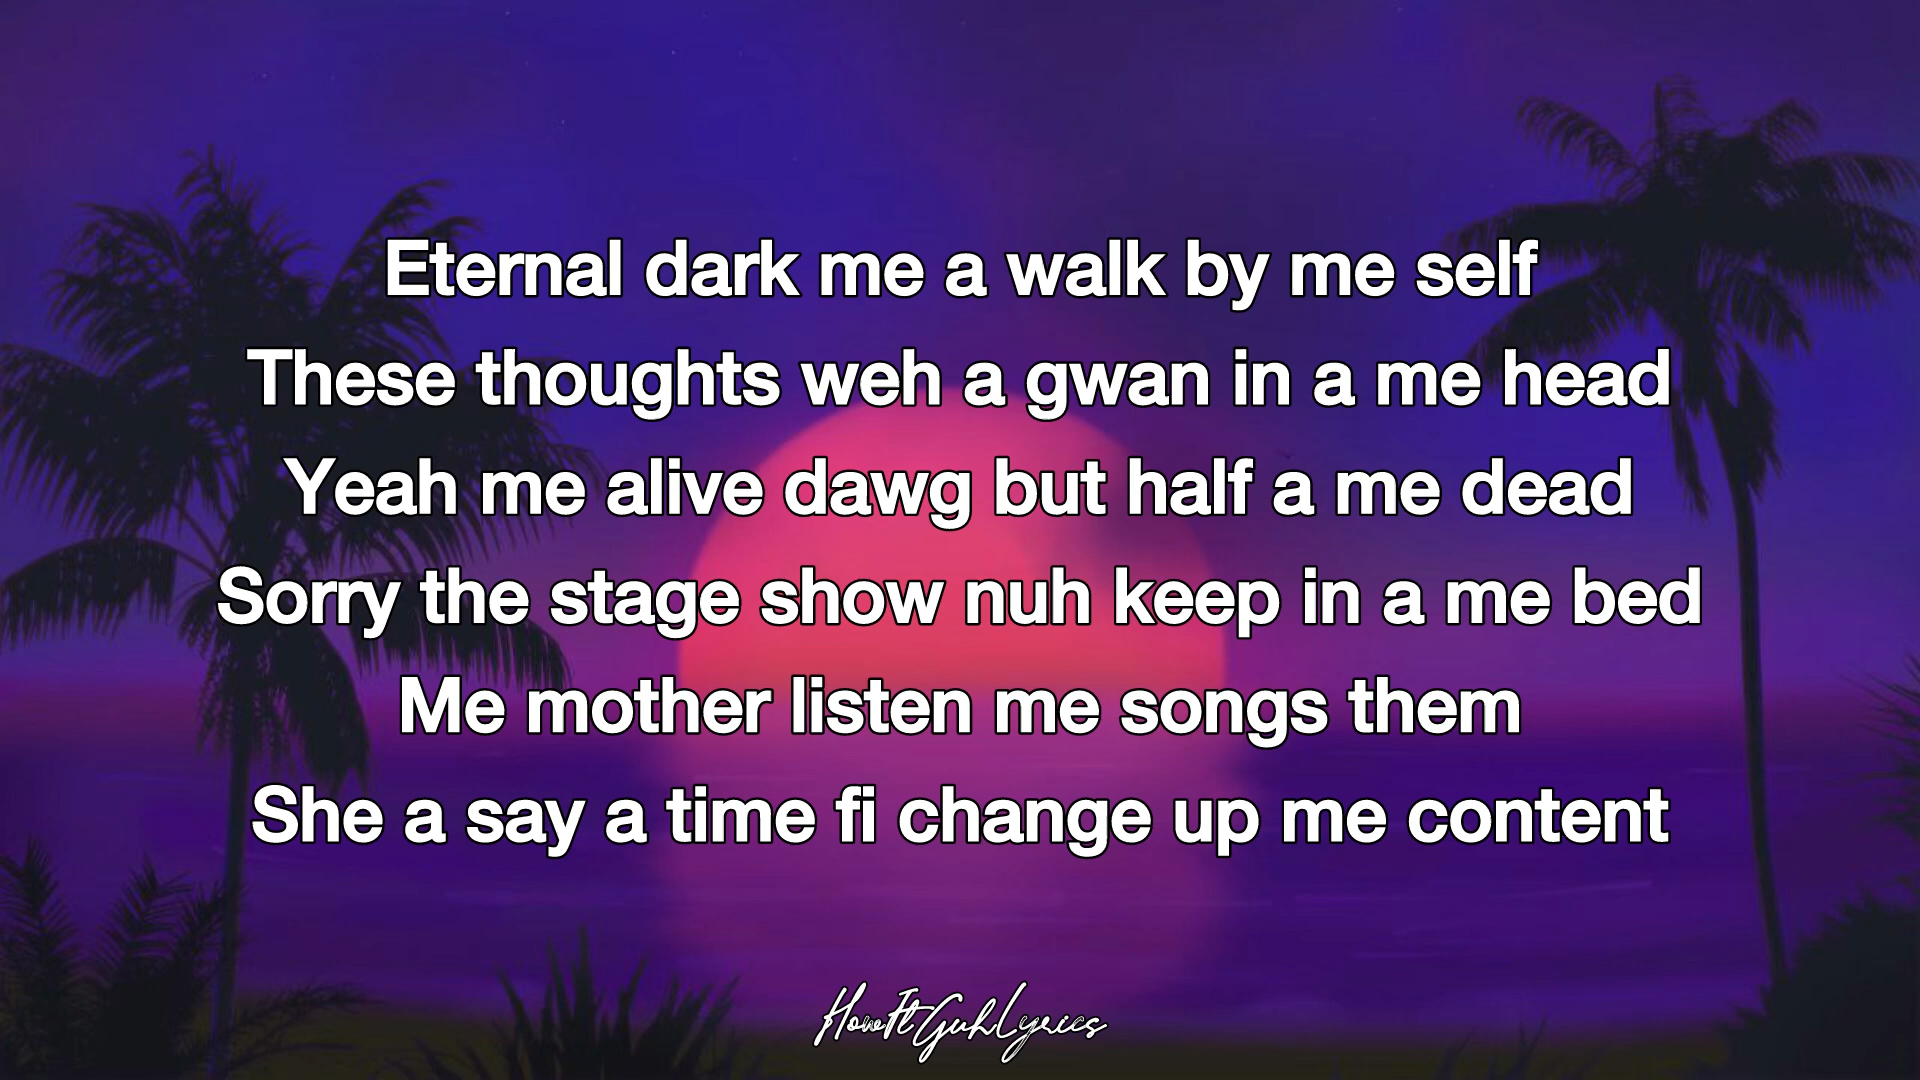 Eternal dark me a walk by me self
These thoughts weh a gwan in a me head
Yeah me alive dawg but half a me dead
Sorry the stage show nuh keep in a me bed
Me mother listen me songs them
She a say a time fi change up me content
HowItGuhLyrics